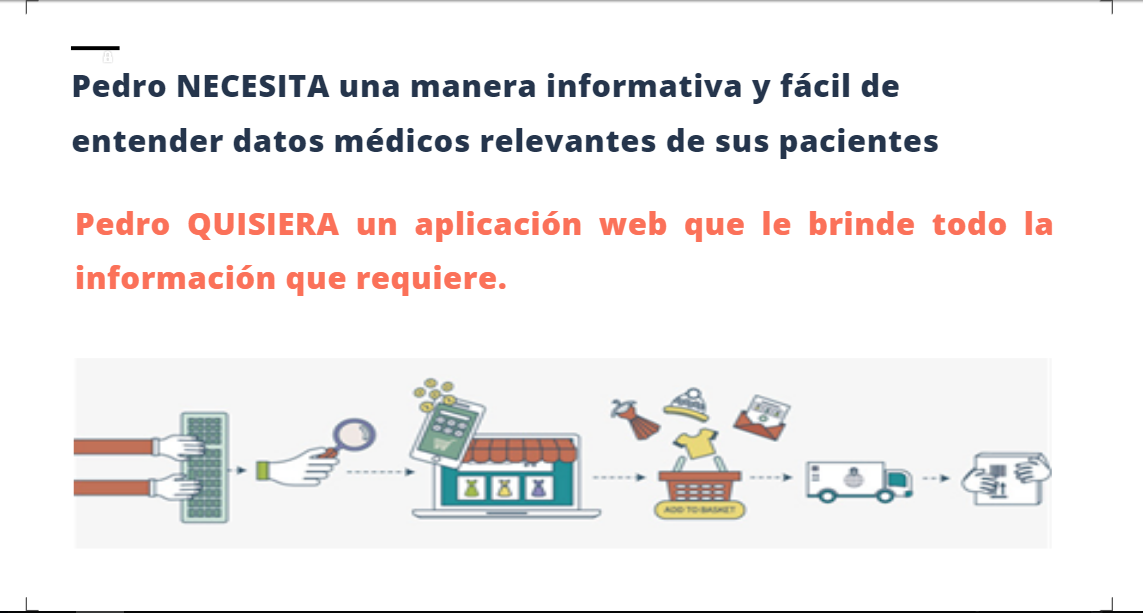 Pedro NECESITA una manera informativa y fácil de
entender datos médicos relevantes de sus pacientes
Pedro QUISIERA un aplicación web que le brinde todo la
información que requiere.
ADD TO BASKET